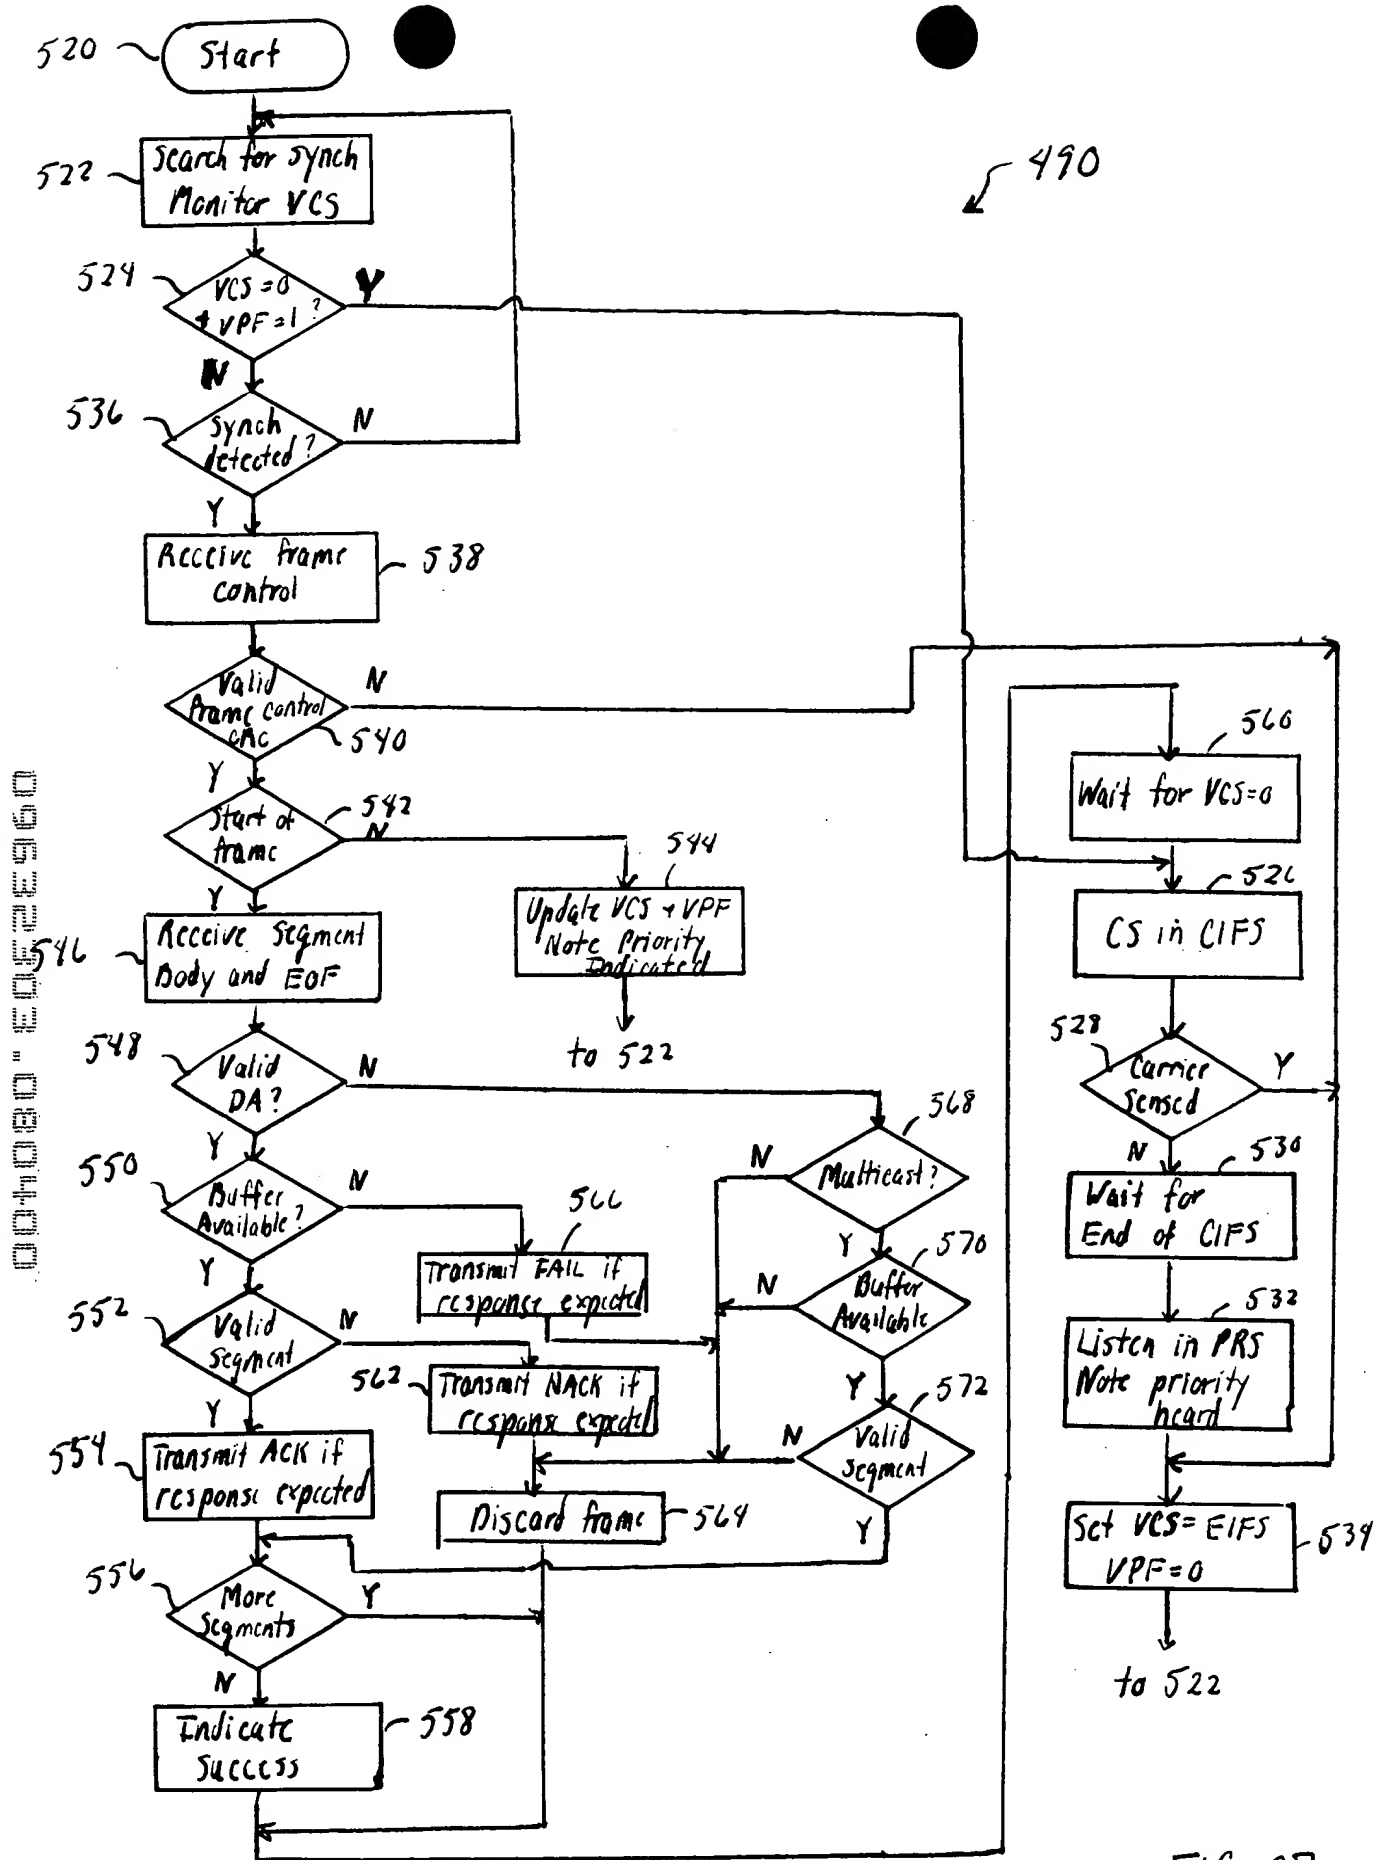 520
Start
490
522
Search for synch
Monitor VCS
524
VCS=0
+ VPF=1?
Y
N
536
Synch
detected?
N
Y
Receive frame
control
538
Valid
Frame control
CRC
N
540
Y
560
Wait for VCS=0
Start of
frame
542
N
Y
544
Update VCS + VPF
Note Priority
Indicated
to 522
526
CS in CIFS
546
Receive Segment
Body and EOF
528
Carrier
Sensed
Y
N
548
Valid
DA?
N
Y
568
Multicast?
N
Y
530
Wait for
End of CIFS
550
Buffer
Available?
N
Y
566
Transmit FAIL if
response expected
570
Buffer
Available
N
Y
532
Listen in PRS
Note priority
heard
552
Valid
segment
N
Y
562
Transmit NACK if
response expected
572
Valid
segment
N
Y
554
Transmit ACK if
response expected
Discard frame
564
Set VCS=EIFS
VPF=0
534
to 522
556
More
Segments
Y
N
Indicate
Success
558